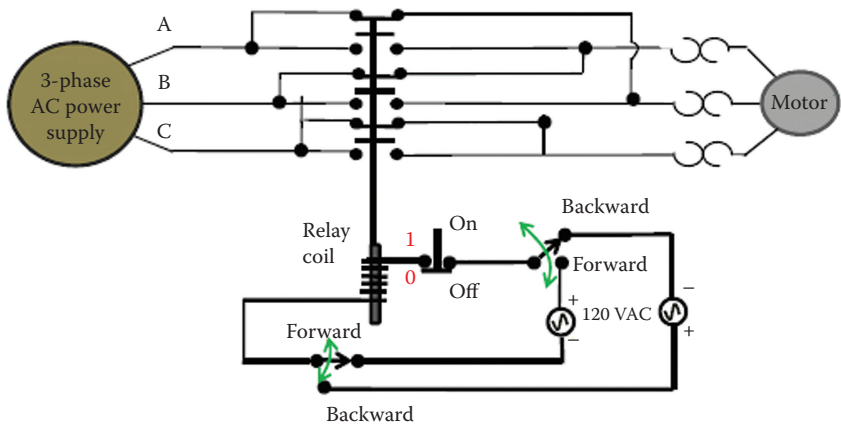 A
3-phase
AC power
supply
B
C
Motor
Relay
coil
1
0
On
Off
Backward
Forward
+
120 VAC
−
−
+
Forward
Backward